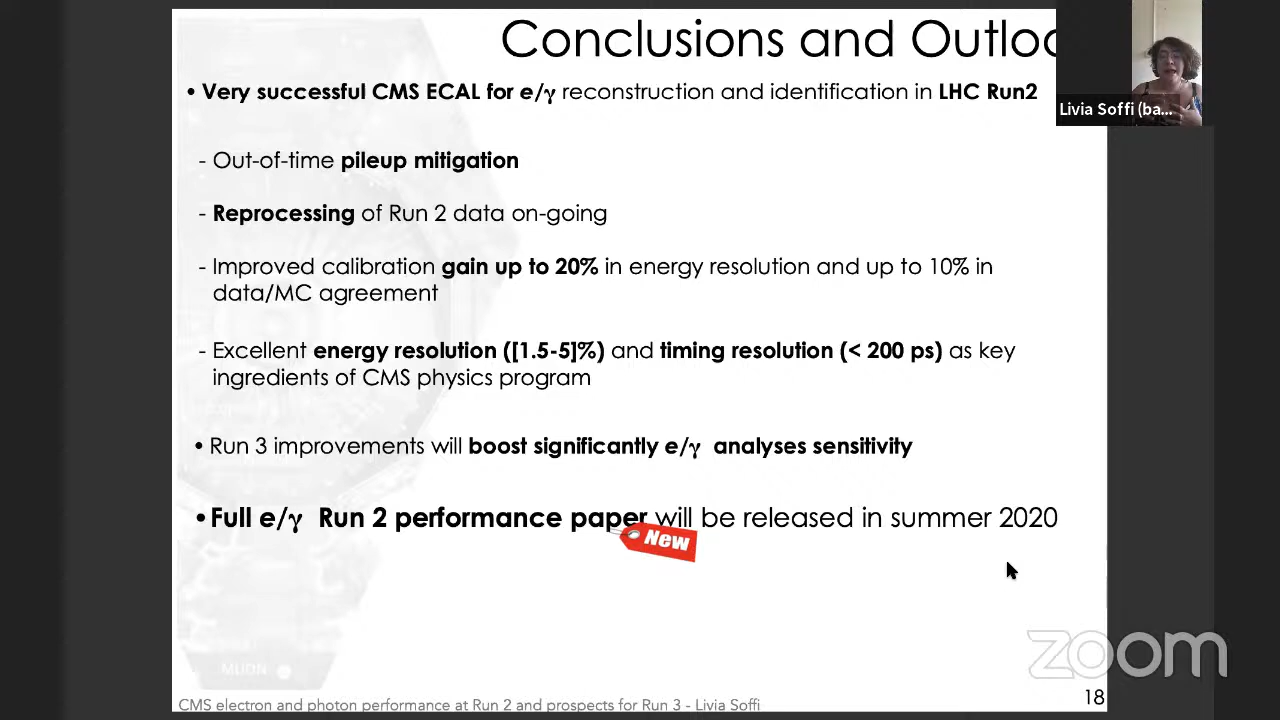 Conclusions and Outloo
• Very successful CMS ECAL for e/γ reconstruction and identification in LHC Run2
Livia Soffi (ba...
- Out-of-time pileup mitigation
- Reprocessing of Run 2 data on-going
- Improved calibration gain up to 20% in energy resolution and up to 10% in
data/MC agreement
- Excellent energy resolution ([1.5-5]%) and timing resolution (< 200 ps) as key
ingredients of CMS physics program
• Run 3 improvements will boost significantly e/γ analyses sensitivity
• Full e/γ Run 2 performance paper will be released in summer 2020
New
MUON
zoom
18
CMS electron and photon performance at Run 2 and prospects for Run 3 - Livia Soffi